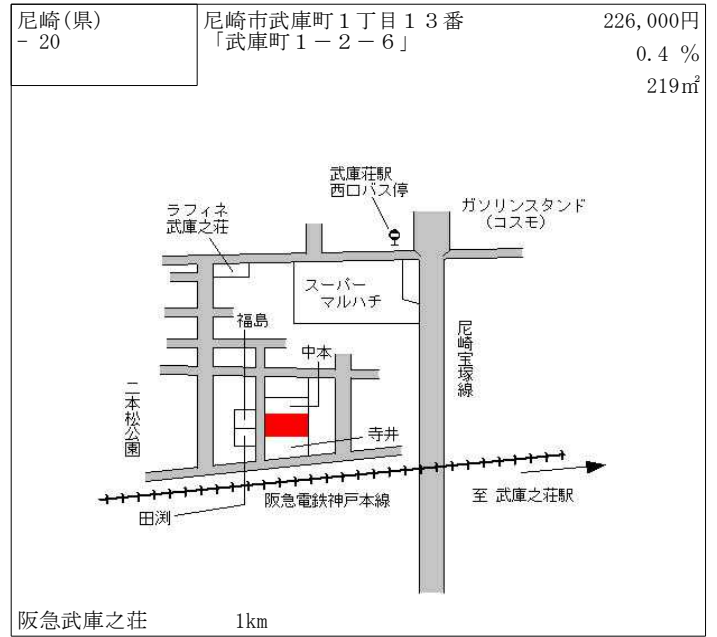 尼崎(県)
- 20
尼崎市武庫町１丁目１３番
「武庫町１－２－６」
226,000円
0.4 %
219㎡
武庫荘駅
西口バス停
ガソリンスタンド
（コスモ）
ラフィネ
武庫之荘
スーパー
マルハチ
福島
中本
尼崎宝塚線
二本松公園
寺井
阪急電鉄神戸本線
至 武庫之荘駅
田渕
阪急武庫之荘 1km